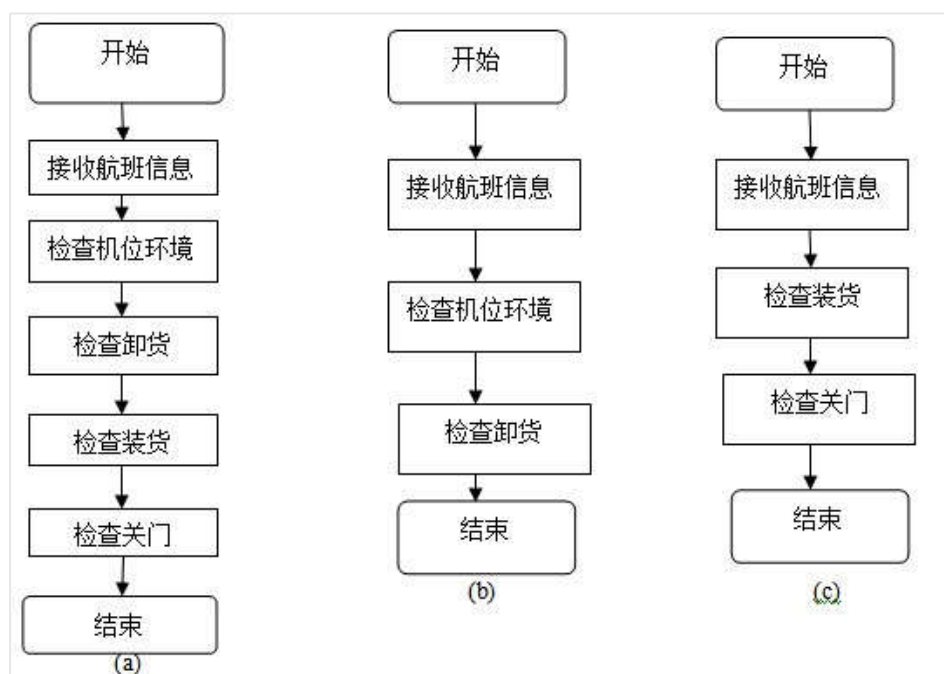 开始
接收航班信息
检查机位环境
检查卸货
检查装货
检查关门
结束
(a)
开始
接收航班信息
检查机位环境
检查卸货
结束
(b)
开始
接收航班信息
检查装货
检查关门
结束
(c)